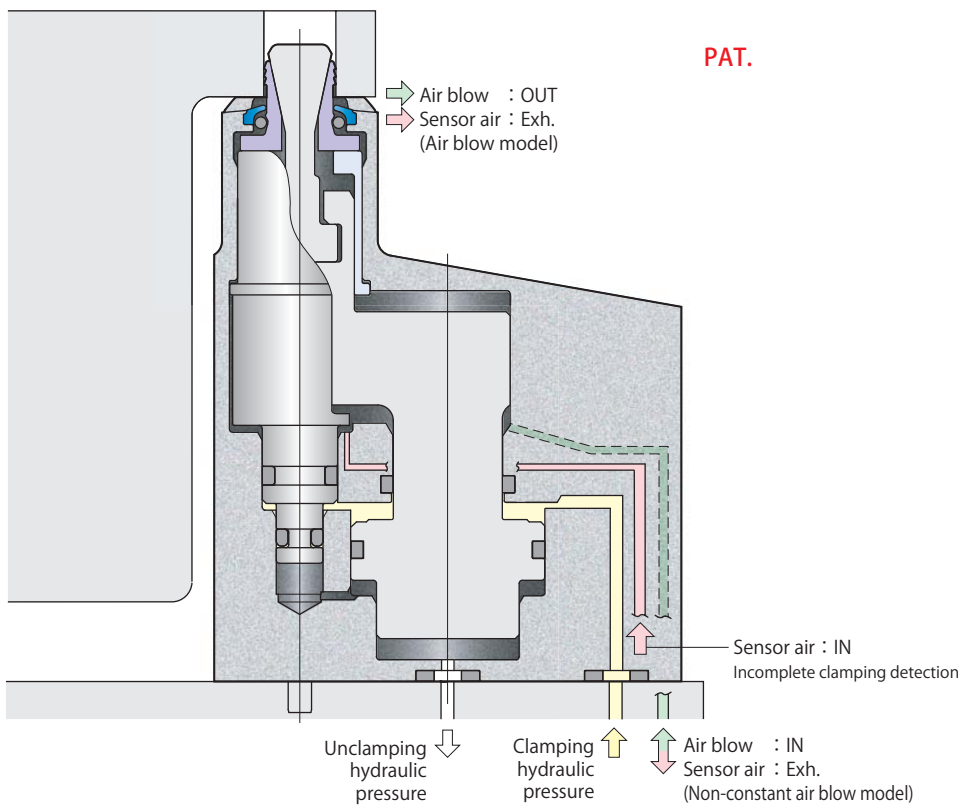 PAT.
Air blow : OUT
Sensor air : Exh.
(Air blow model)
Sensor air : IN
Incomplete clamping detection
Unclamping
hydraulic
pressure
Clamping
hydraulic
pressure
Air blow : IN
Sensor air : Exh.
(Non-constant air blow model)